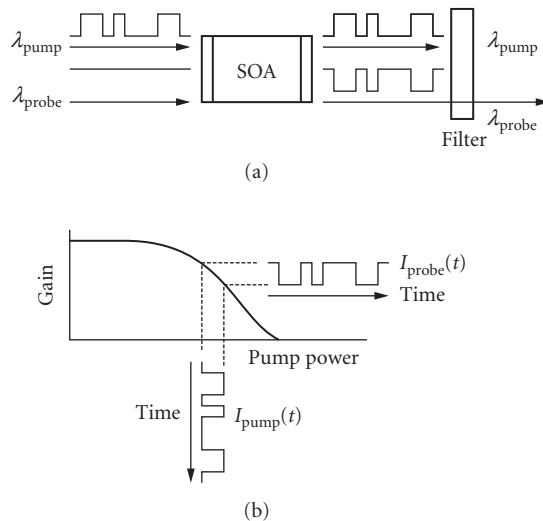 λpump
λprobe
SOA
λpump
λprobe
Filter
(a)
Gain
Iprobe(t)
Time
Pump power
Time
Ipump(t)
(b)